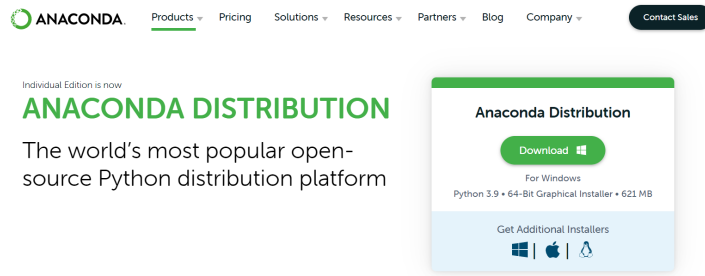 ANACONDA.
Products
Pricing
Solutions
Resources
Partners
Blog
Company
Contact Sales
Individual Edition is now
ANACONDA DISTRIBUTION
The world's most popular open-
source Python distribution platform
Anaconda Distribution
Download
For Windows
Python 3.9 • 64-Bit Graphical Installer • 621 MB
Get Additional Installers